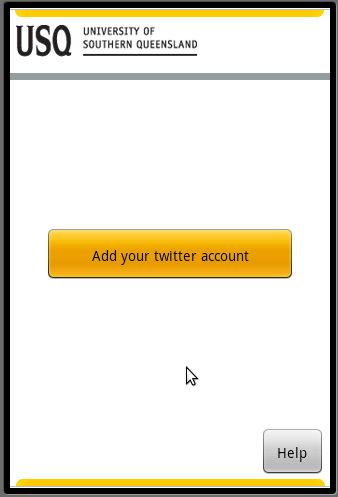 USQ
UNIVERSITY OF
SOUTHERN QUEENSLAND
Add your twitter account
Help